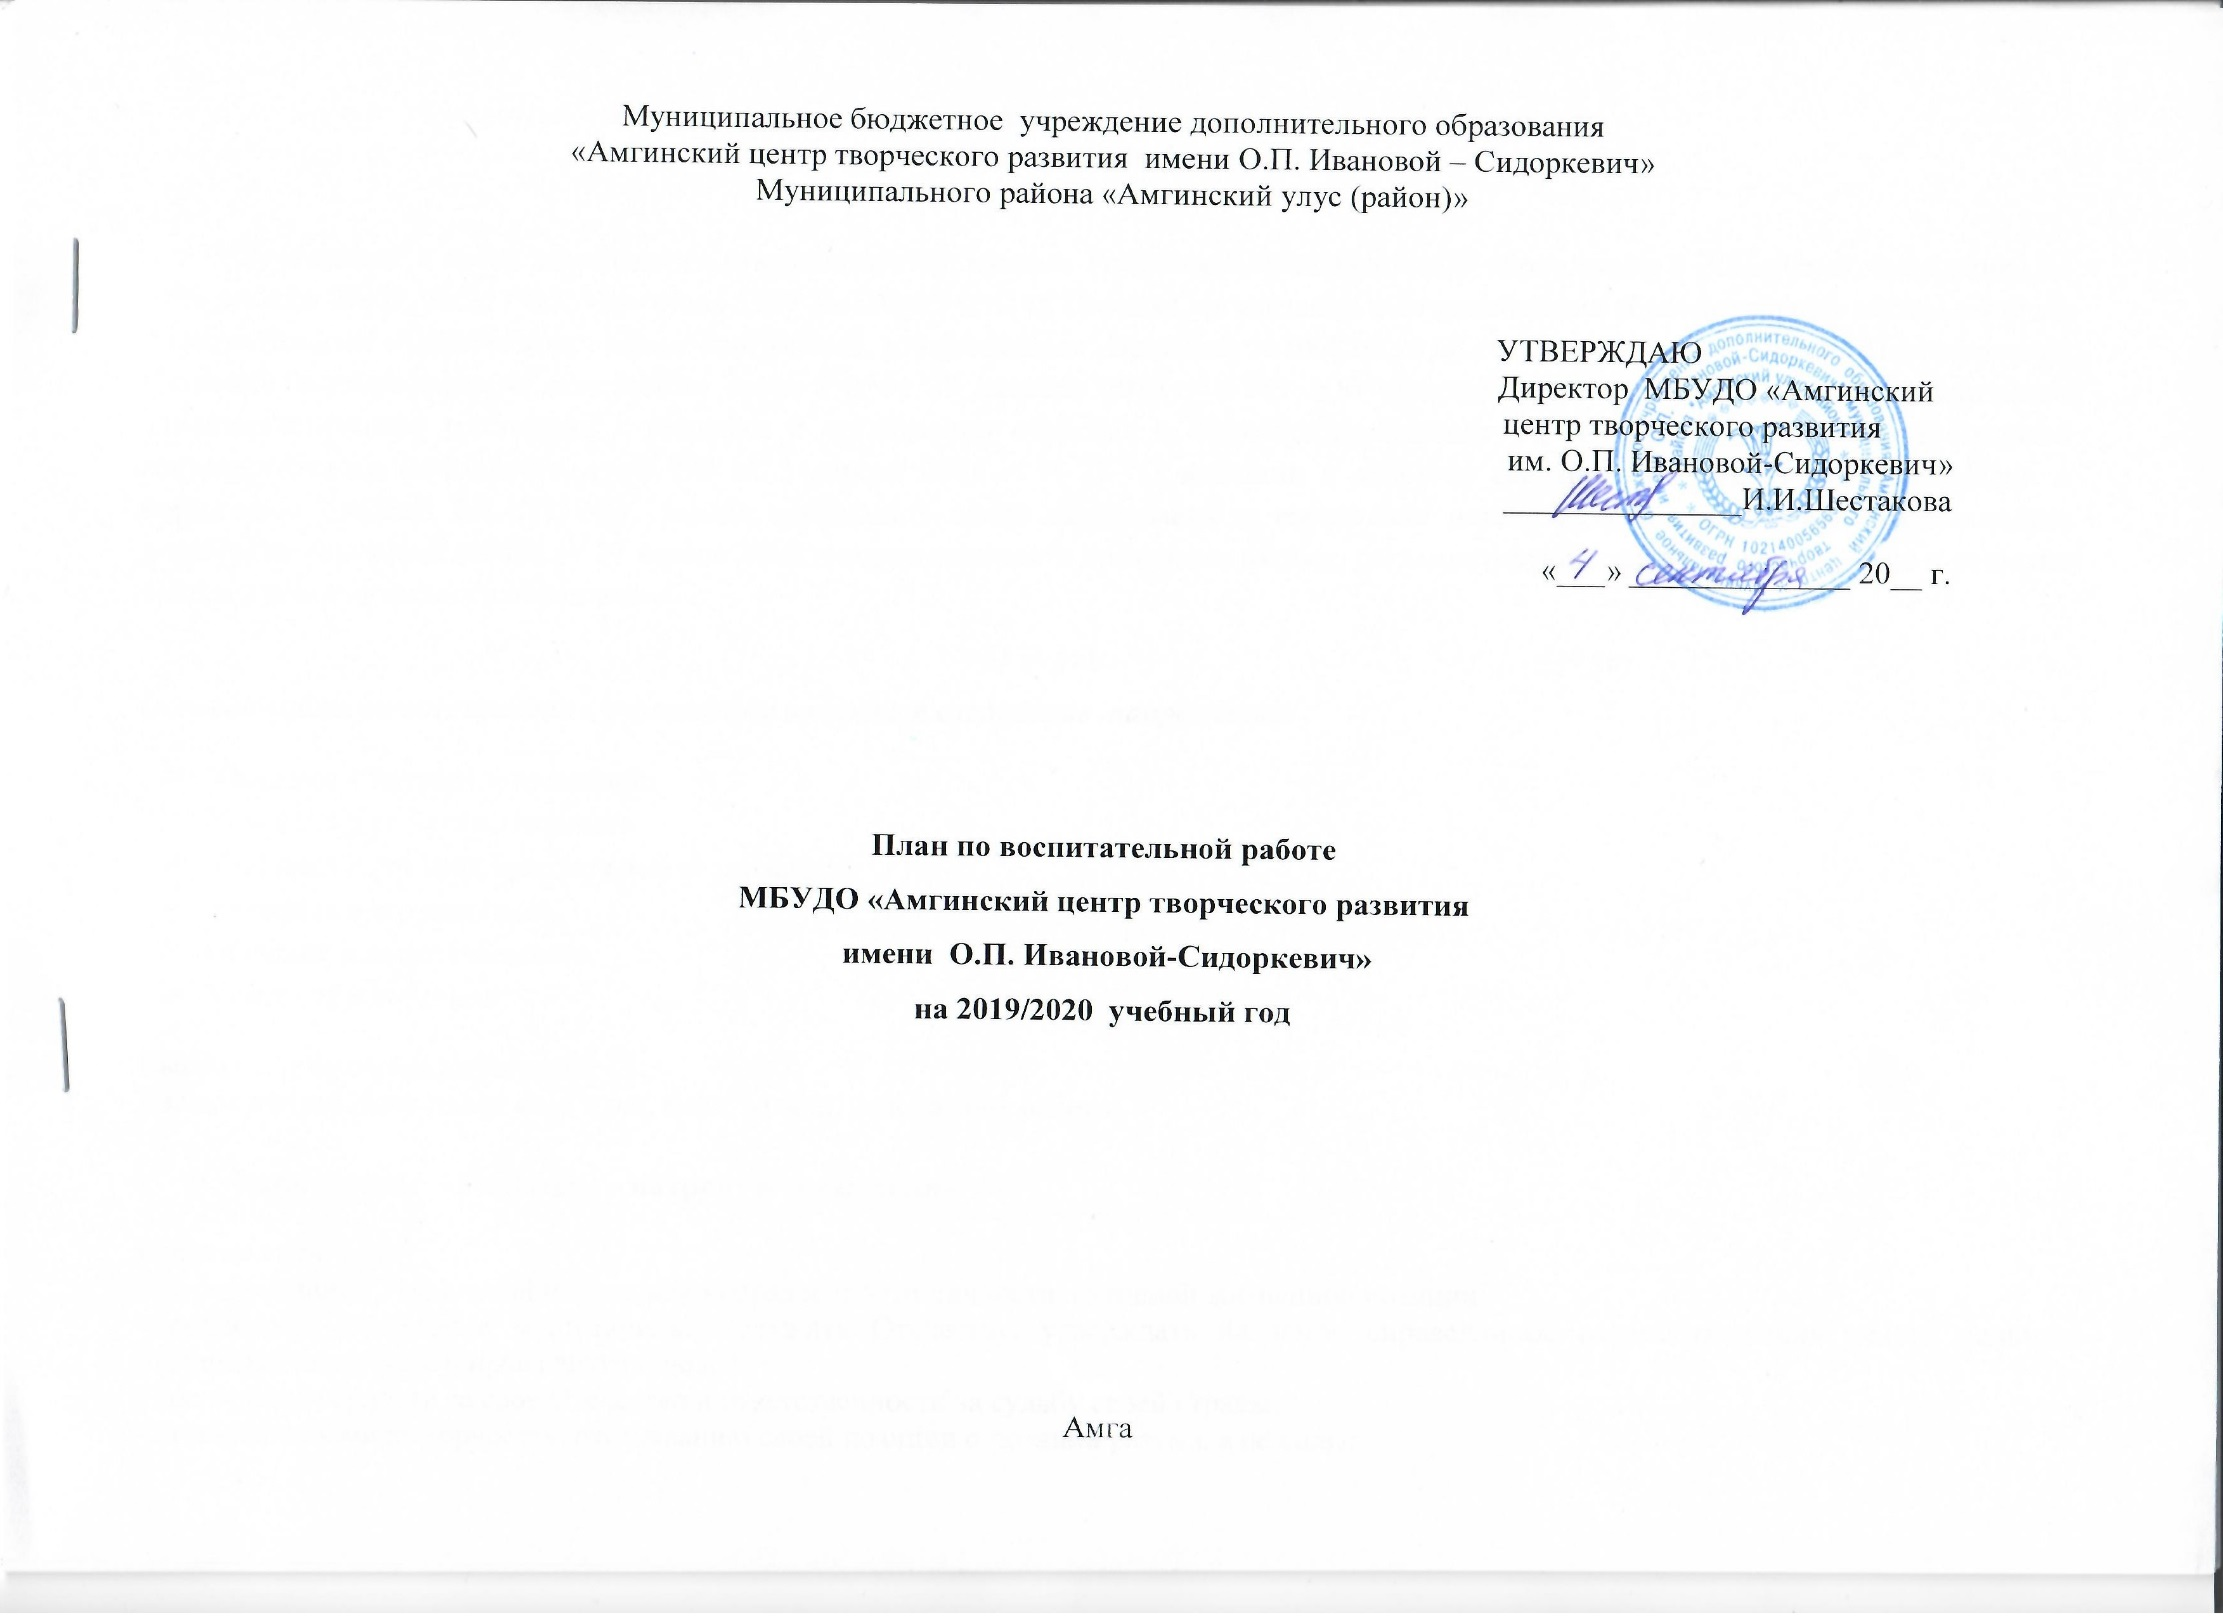 Муниципальное бюджетное учреждение дополнительного образования
«Амгинский центр творческого развития имени О.П. Ивановой – Сидоркевич»
Муниципального района «Амгинский улус (район)»
УТВЕРЖДАЮ
Директор МБУДО «Амгинский
центр творческого развития
им. О.П. Ивановой-Сидоркевич»
_______________И.И.Шестакова
«4» сентября 20__ г.
План по воспитательной работе
МБУДО «Амгинский центр творческого развития
имени О.П. Ивановой-Сидоркевич»
на 2019/2020 учебный год
Амга